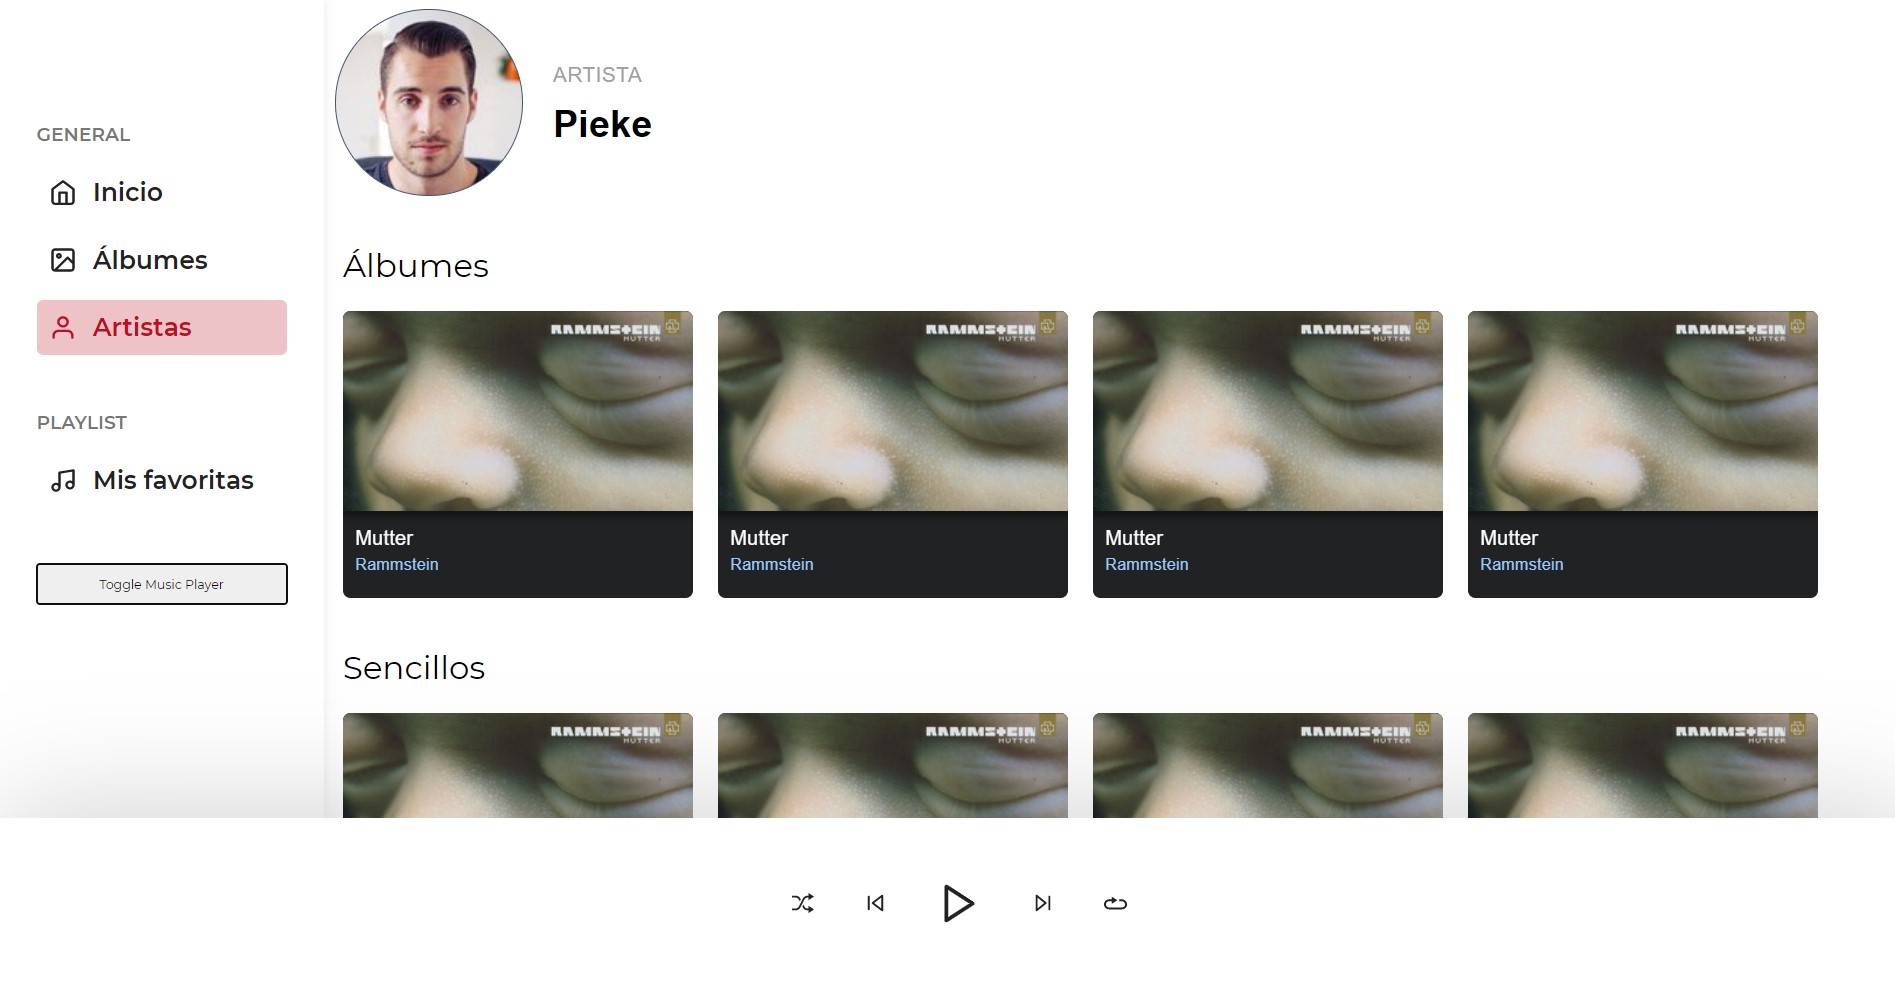 GENERAL
Inicio
Álbumes
Artistas
PLAYLIST
Mis favoritas
Toggle Music Player
ARTISTA
Pieke
Álbumes
RAMMSTEIN RAMMSTEIN RAMMSTEIN RAMMSTEIN
MUTTER MUTTER MUTTER MUTTER
Mutter Mutter Mutter Mutter
Rammstein Rammstein Rammstein Rammstein
Sencillos
RAMMSTEIN RAMMSTEIN RAMMSTEIN RAMMSTEIN
MUTTER MUTTER MUTTER MUTTER